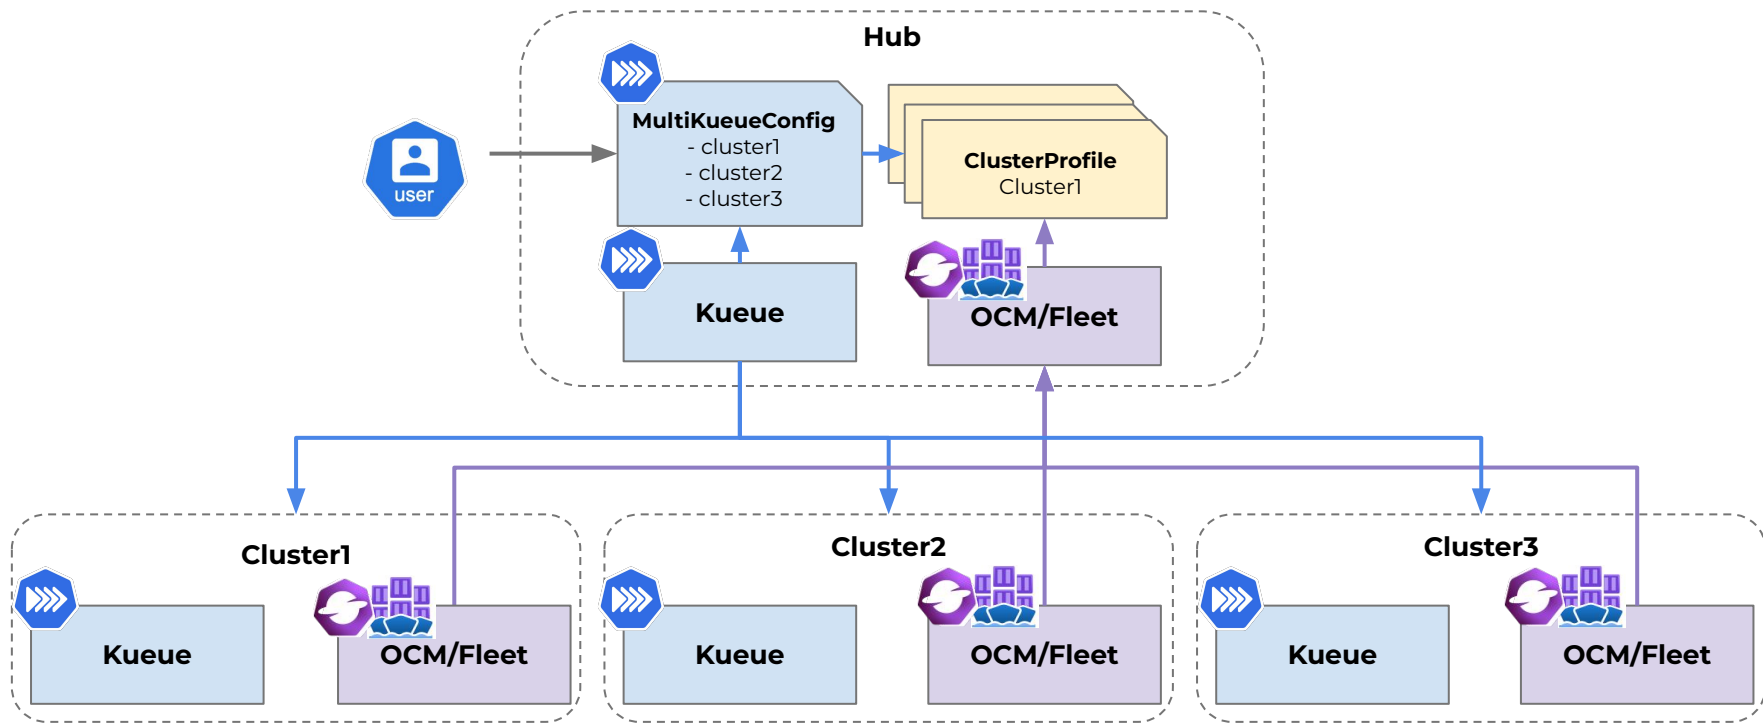 Hub
MultiKueueConfig
- cluster1
- cluster2
- cluster3
ClusterProfile
Cluster1
user
Kueue
OCM/Fleet
Cluster1
Kueue
OCM/Fleet
Cluster2
Kueue
OCM/Fleet
Cluster3
Kueue
OCM/Fleet